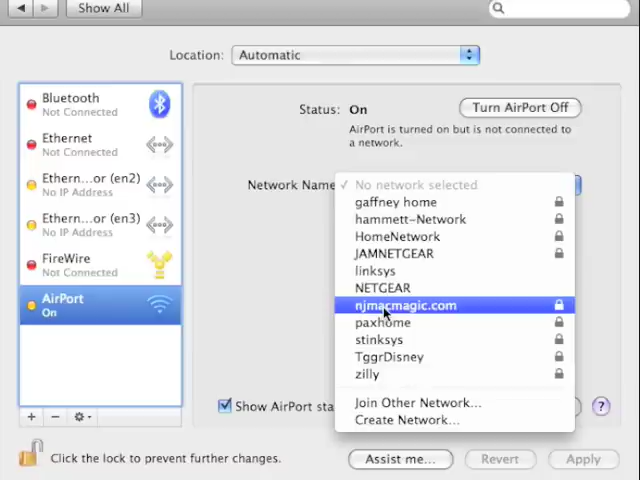 Show All
Location: Automatic
Bluetooth
Not Connected
Ethernet
Not Connected
Ethern...or (en2)
No IP Address
Ethern...or (en3)
No IP Address
FireWire
Not Connected
AirPort
On
Status: On
Turn AirPort Off
AirPort is turned on but is not connected to
a network.
Network Name
✓ No network selected
gaffney home
hammett-Network
HomeNetwork
JAMNETGEAR
linksys
NETGEAR
njmacmagic.com
paxhome
stinksys
TggrDisney
zilly
Join Other Network...
Create Network...
Show AirPort sta
?
Click the lock to prevent further changes.
Assist me...
Revert
Apply